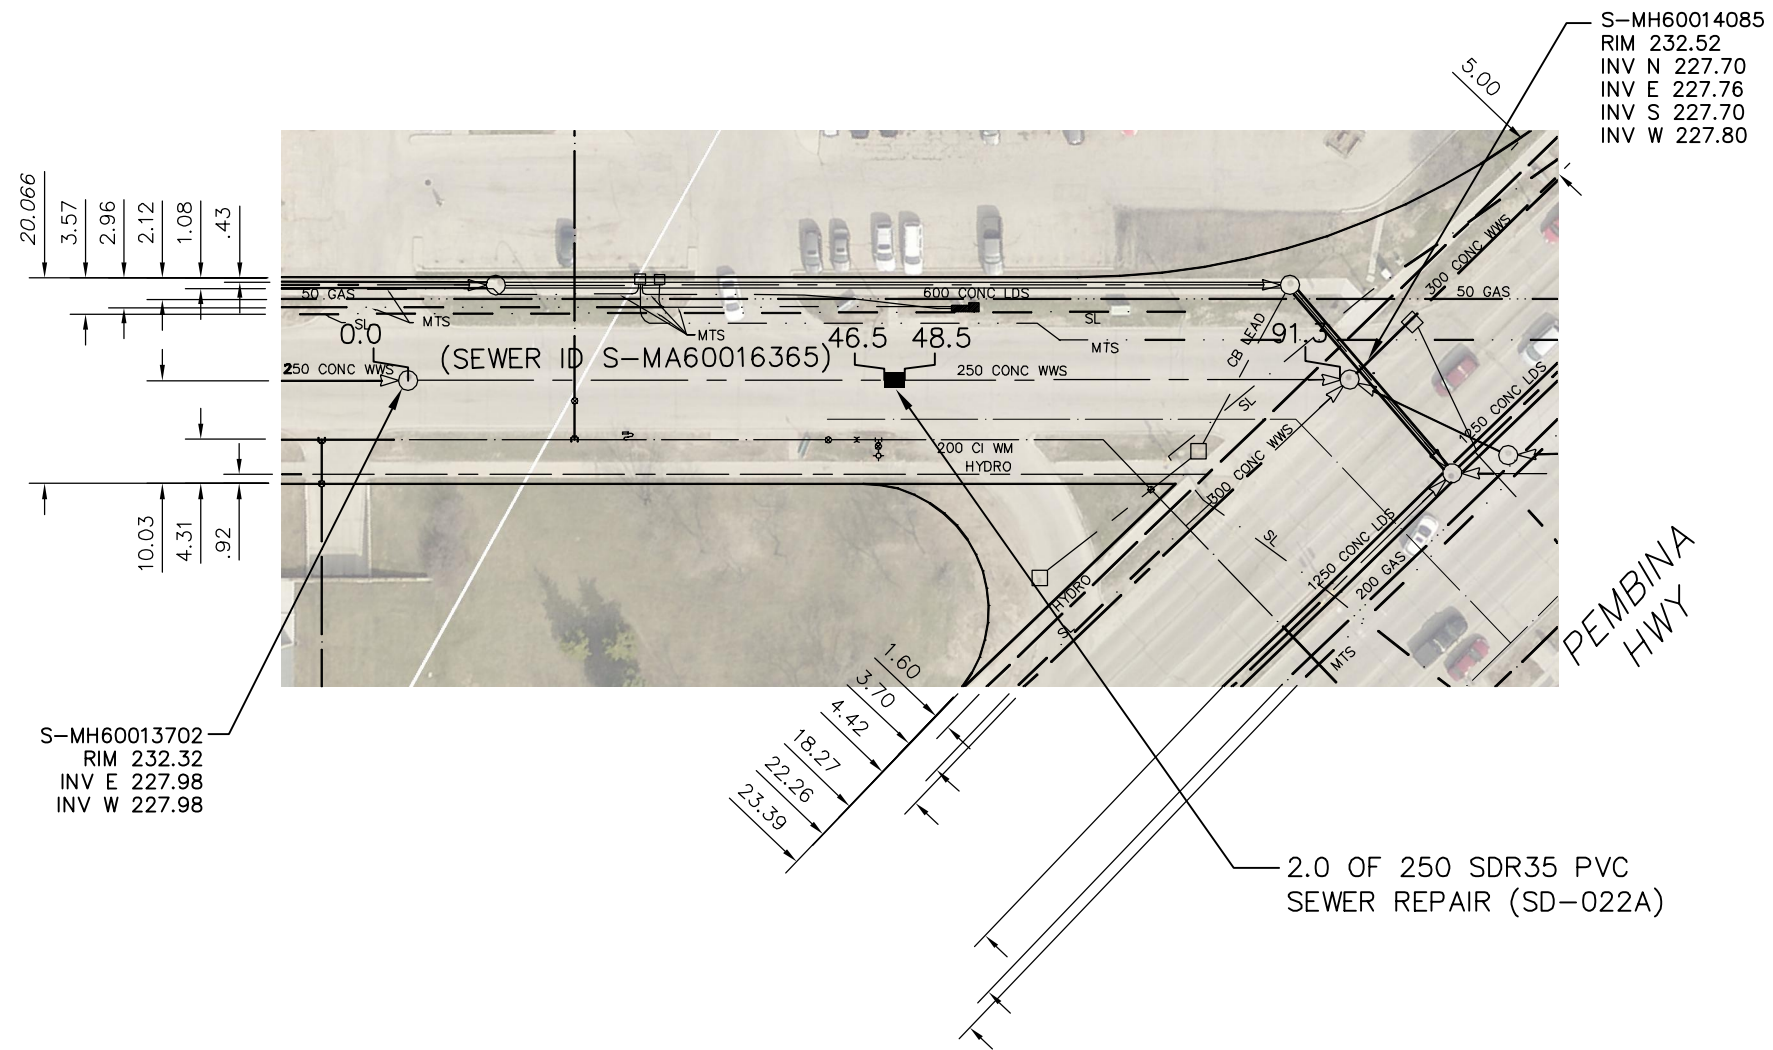 S-MH60014085
RIM 232.52
INV N 227.70
INV E 227.76
INV S 227.70
INV W 227.80
5.00
20.066
3.57
2.96
2.12
1.08
.43
300 CONC WWS
50 GAS
600 CONC LDS
50 GAS
SL
MTS
MTS
SL
MTS
CB LEAD
0.0
(SEWER ID S-MA60016365)
46.5
48.5
91.3
250 CONC WWS
250 CONC WWS
SL
1250 CONC LDS
200 CI WM
HYDRO
300 CONC WWS
SL
10.03
4.31
.92
1250 CONC LDS
200 GAS
HYDRO
MTS
PEMBINA
HWY
1.60
3.70
4.42
18.27
22.26
23.39
S-MH60013702
RIM 232.32
INV E 227.98
INV W 227.98
2.0 OF 250 SDR35 PVC
SEWER REPAIR (SD-022A)